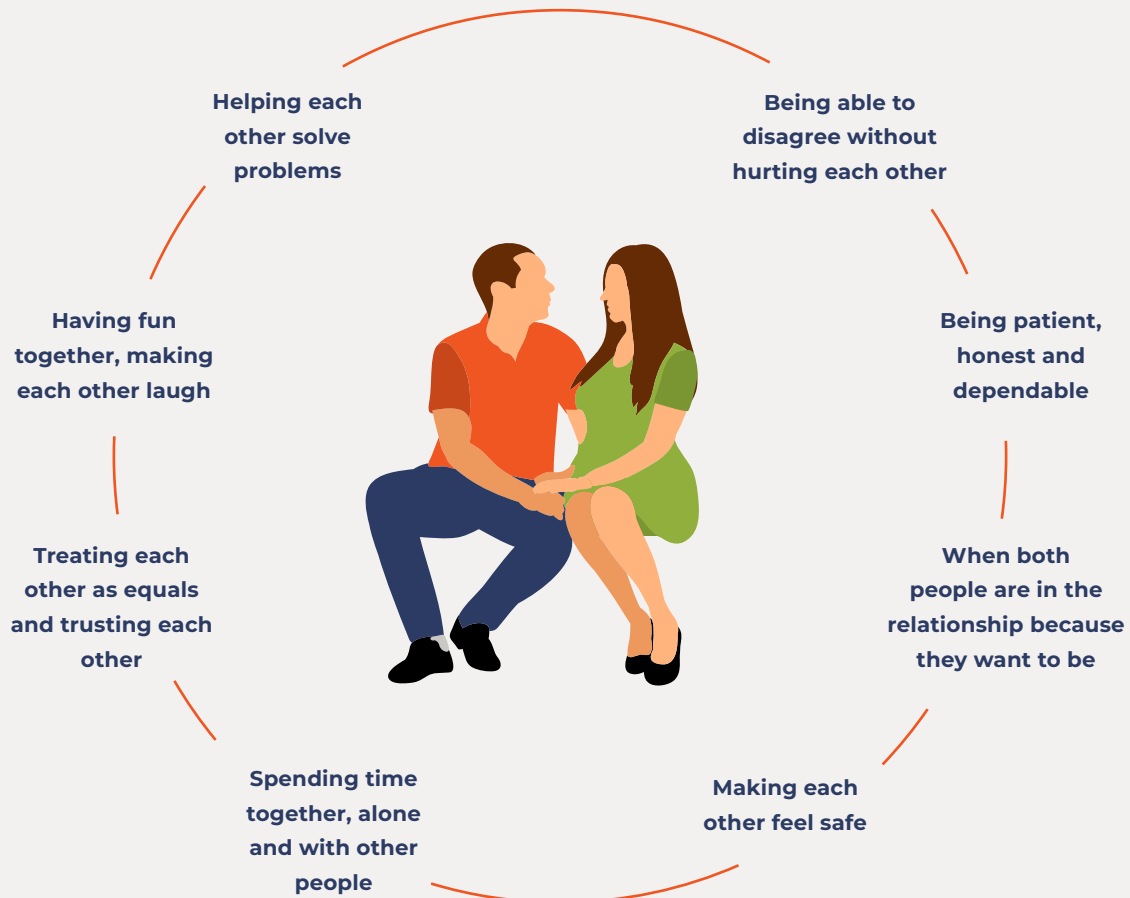 Helping each
other solve
problems
Being able to
disagree without
hurting each other
Having fun
together, making
each other laugh
Being patient,
honest and
dependable
Treating each
other as equals
and trusting each
other
When both
people are in the
relationship because
they want to be
Spending time
together, alone
and with other
people
Making each
other feel safe